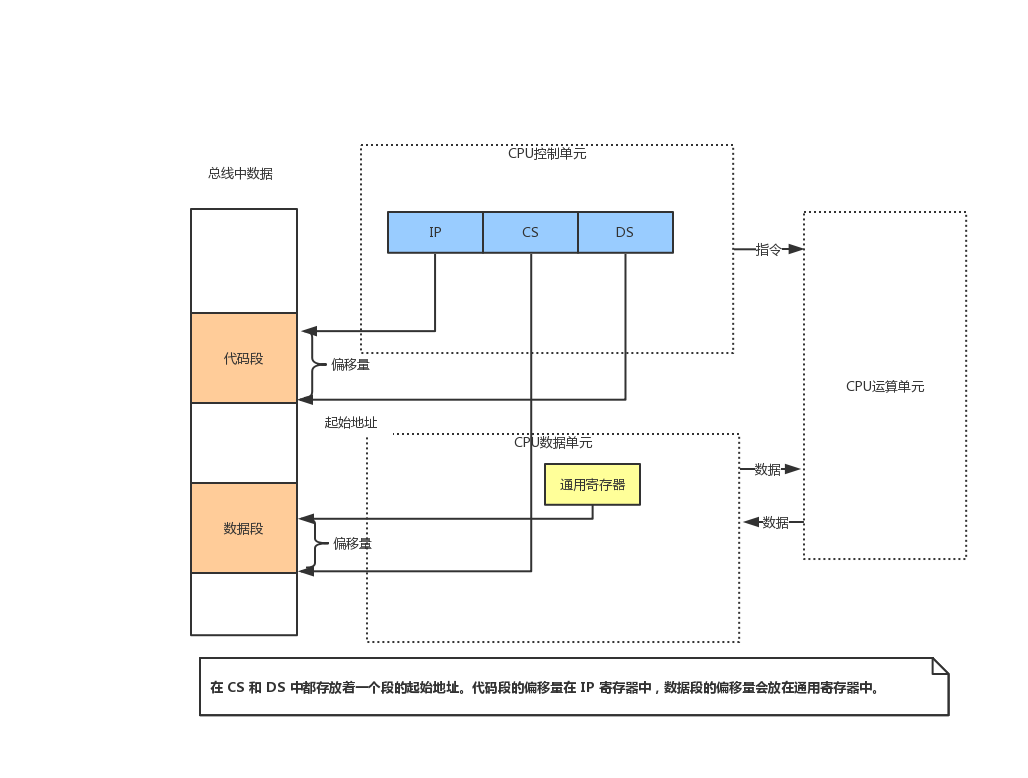 CPU控制单元
总线中数据
IP
CS
DS
指令
代码段
偏移量
CPU运算单元
起始地址
CPU数据单元
数据
通用寄存器
数据段
数据
偏移量
在 CS 和 DS 中都存放着一个段的起始地址。代码段的偏移量在 IP 寄存器中，数据段的偏移量会放在通用寄存器中。